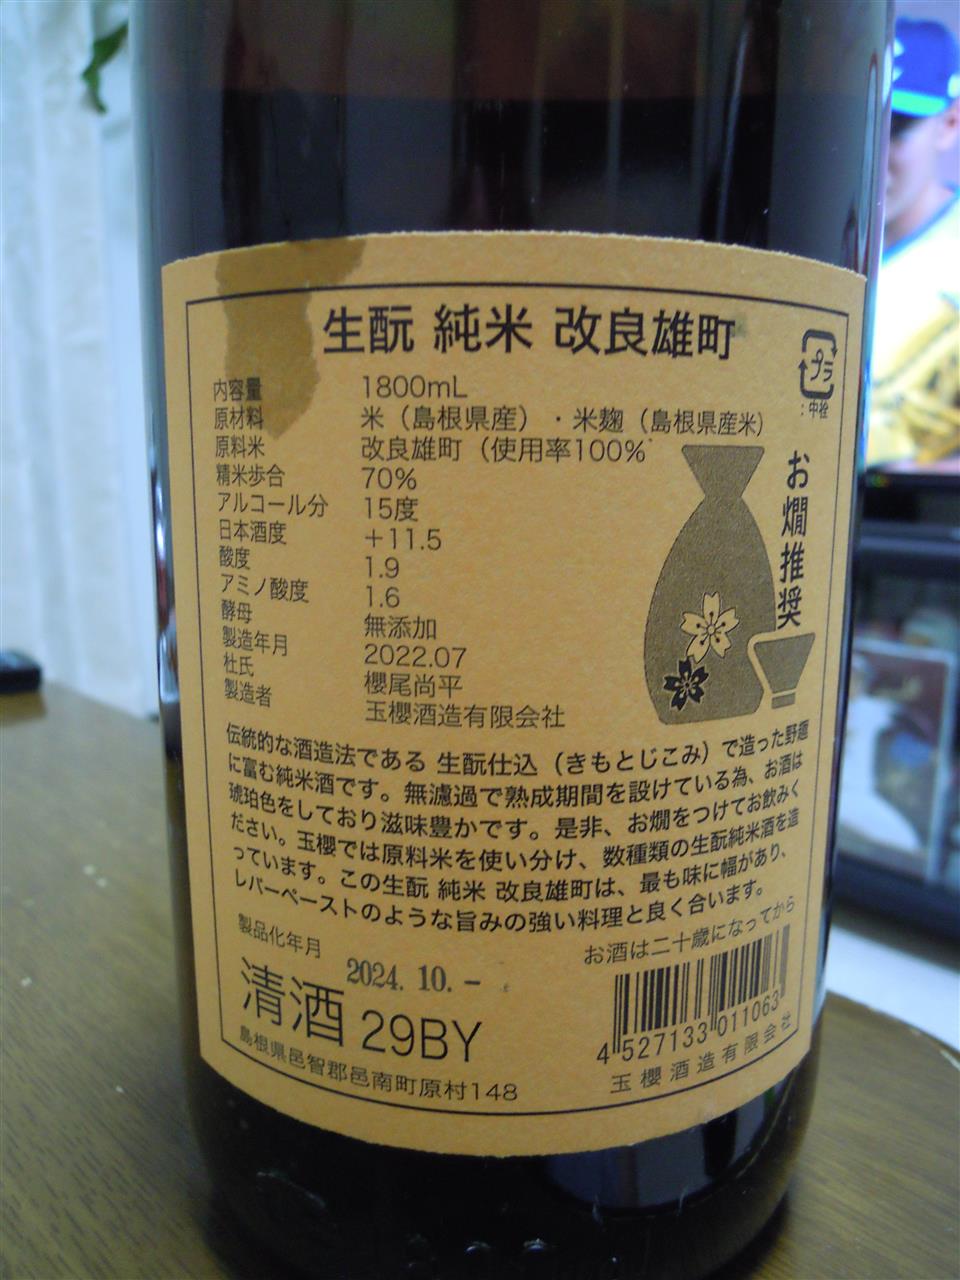 生酛 純米 改良雄町
プラ
：中栓
内容量 1800mL
原材料 米（島根県産）・米麹（島根県産米）
原料米 改良雄町（使用率100%
精米歩合 70%
アルコール分 15度
日本酒度 +11.5
酸度 1.9
アミノ酸度 1.6
酵母 無添加
製造年月 2022.07
杜氏 櫻尾尚平
製造者 玉櫻酒造有限会社
お燗推奨
伝統的な酒造法である 生酛仕込（きもとじこみ）で造った野趣
に富む純米酒です。無濾過で熟成期間を設けている為、お酒は
琥珀色をしており滋味豊かです。是非、お燗をつけてお飲みく
ださい。玉櫻では原料米を使い分け、数種類の生酛純米酒を造
っています。この生酛 純米 改良雄町は、最も味に幅があり、
レバーペーストのような旨みの強い料理と良く合います。
製品化年月 2024. 10. -
お酒は二十歳になってから
清酒 29BY
4 527133 011063
島根県邑智郡邑南町原村148
玉櫻酒造有限会社